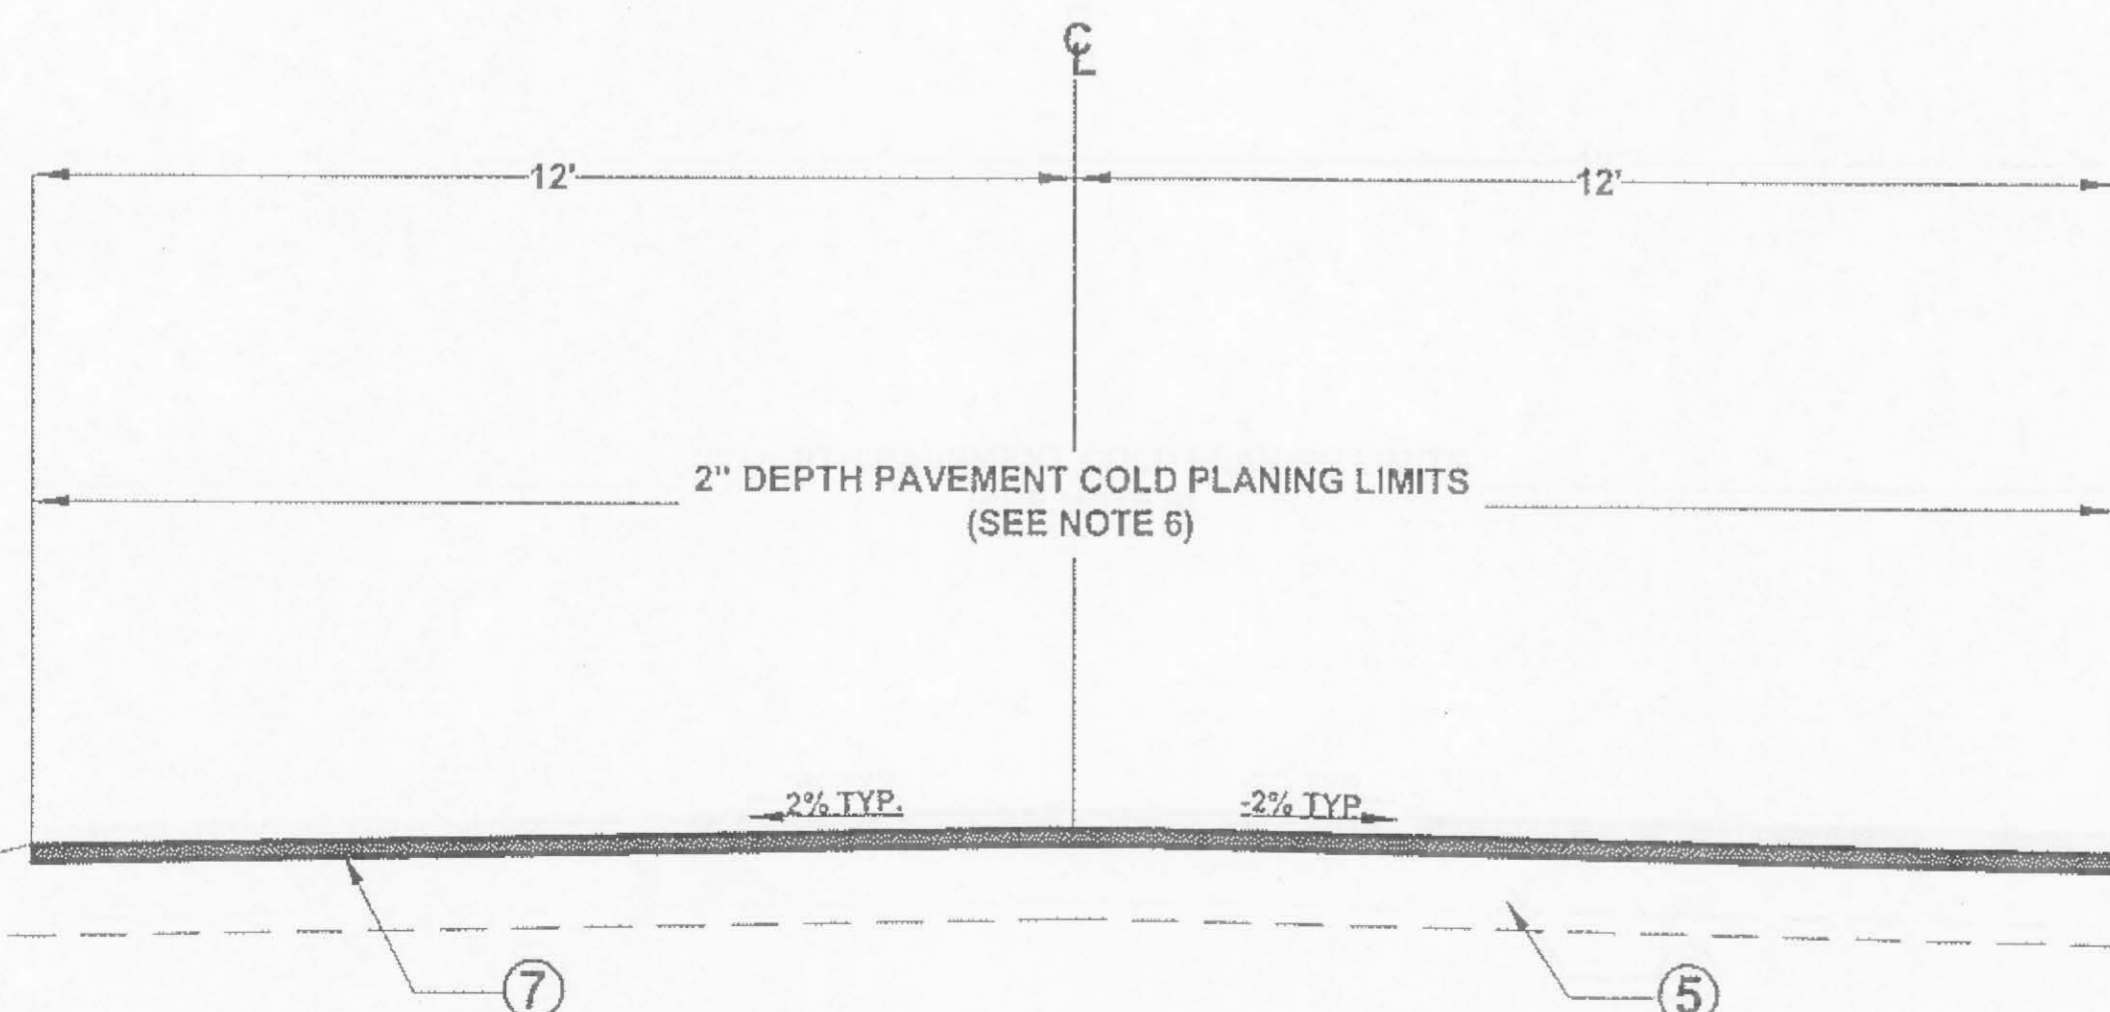 ℄
12' 12'
2" DEPTH PAVEMENT COLD PLANING LIMITS
(SEE NOTE 6)
-2% TYP. -2% TYP.
7 5